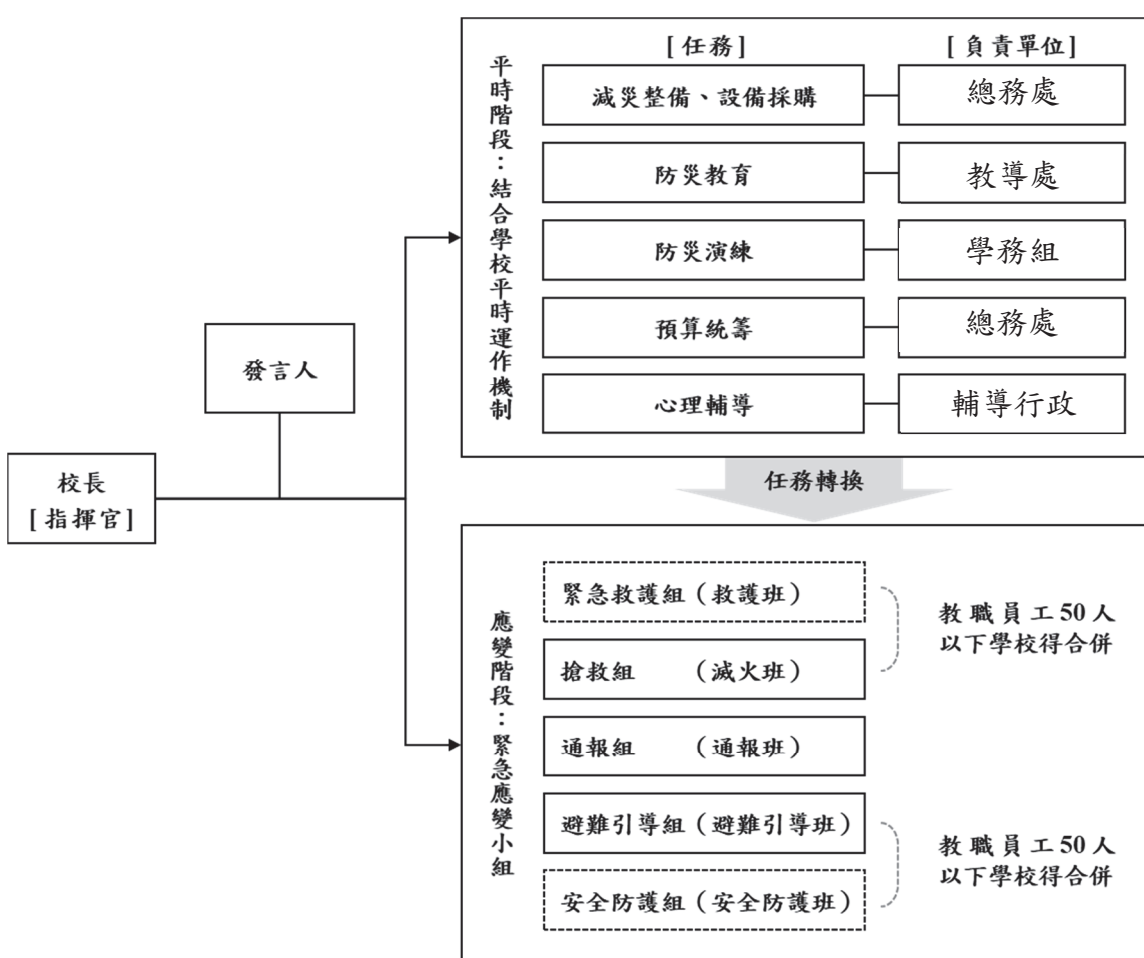 校長
[指揮官]
發言人
平時階段：結合學校平時運作機制
[任務] [負責單位]
減災整備、設備採購 總務處
防災教育 教導處
防災演練 學務組
預算統籌 總務處
心理輔導 輔導行政
任務轉換
應變階段：緊急應變小組
緊急救護組（救護班）
搶救組　　（滅火班）
教職員工50人
以下學校得合併
通報組　　（通報班）
避難引導組（避難引導班）
安全防護組（安全防護班）
教職員工50人
以下學校得合併